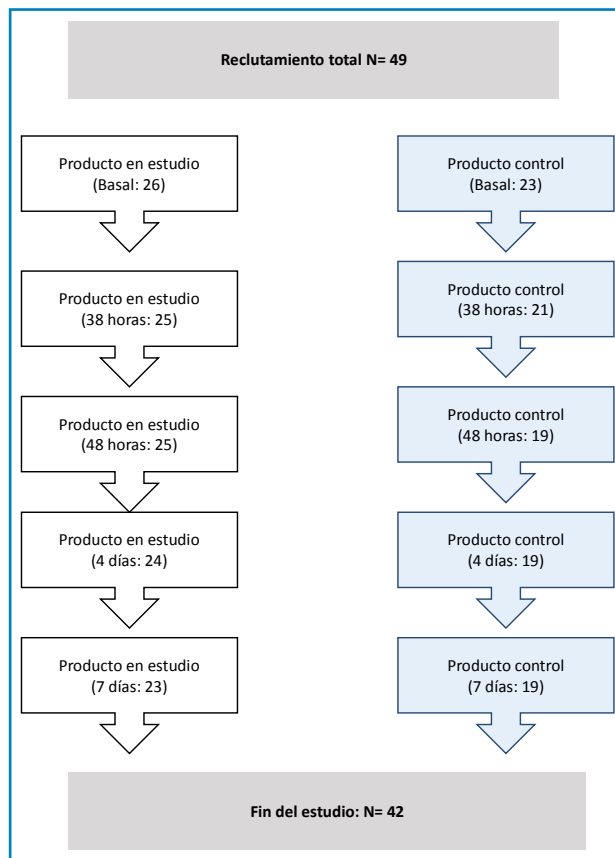 Reclutamiento total N= 49
Producto en estudio
(Basal: 26)
Producto control
(Basal: 23)
Producto en estudio
(38 horas: 25)
Producto control
(38 horas: 21)
Producto en estudio
(48 horas: 25)
Producto control
(48 horas: 19)
Producto en estudio
(4 días: 24)
Producto control
(4 días: 19)
Producto en estudio
(7 días: 23)
Producto control
(7 días: 19)
Fin del estudio: N= 42